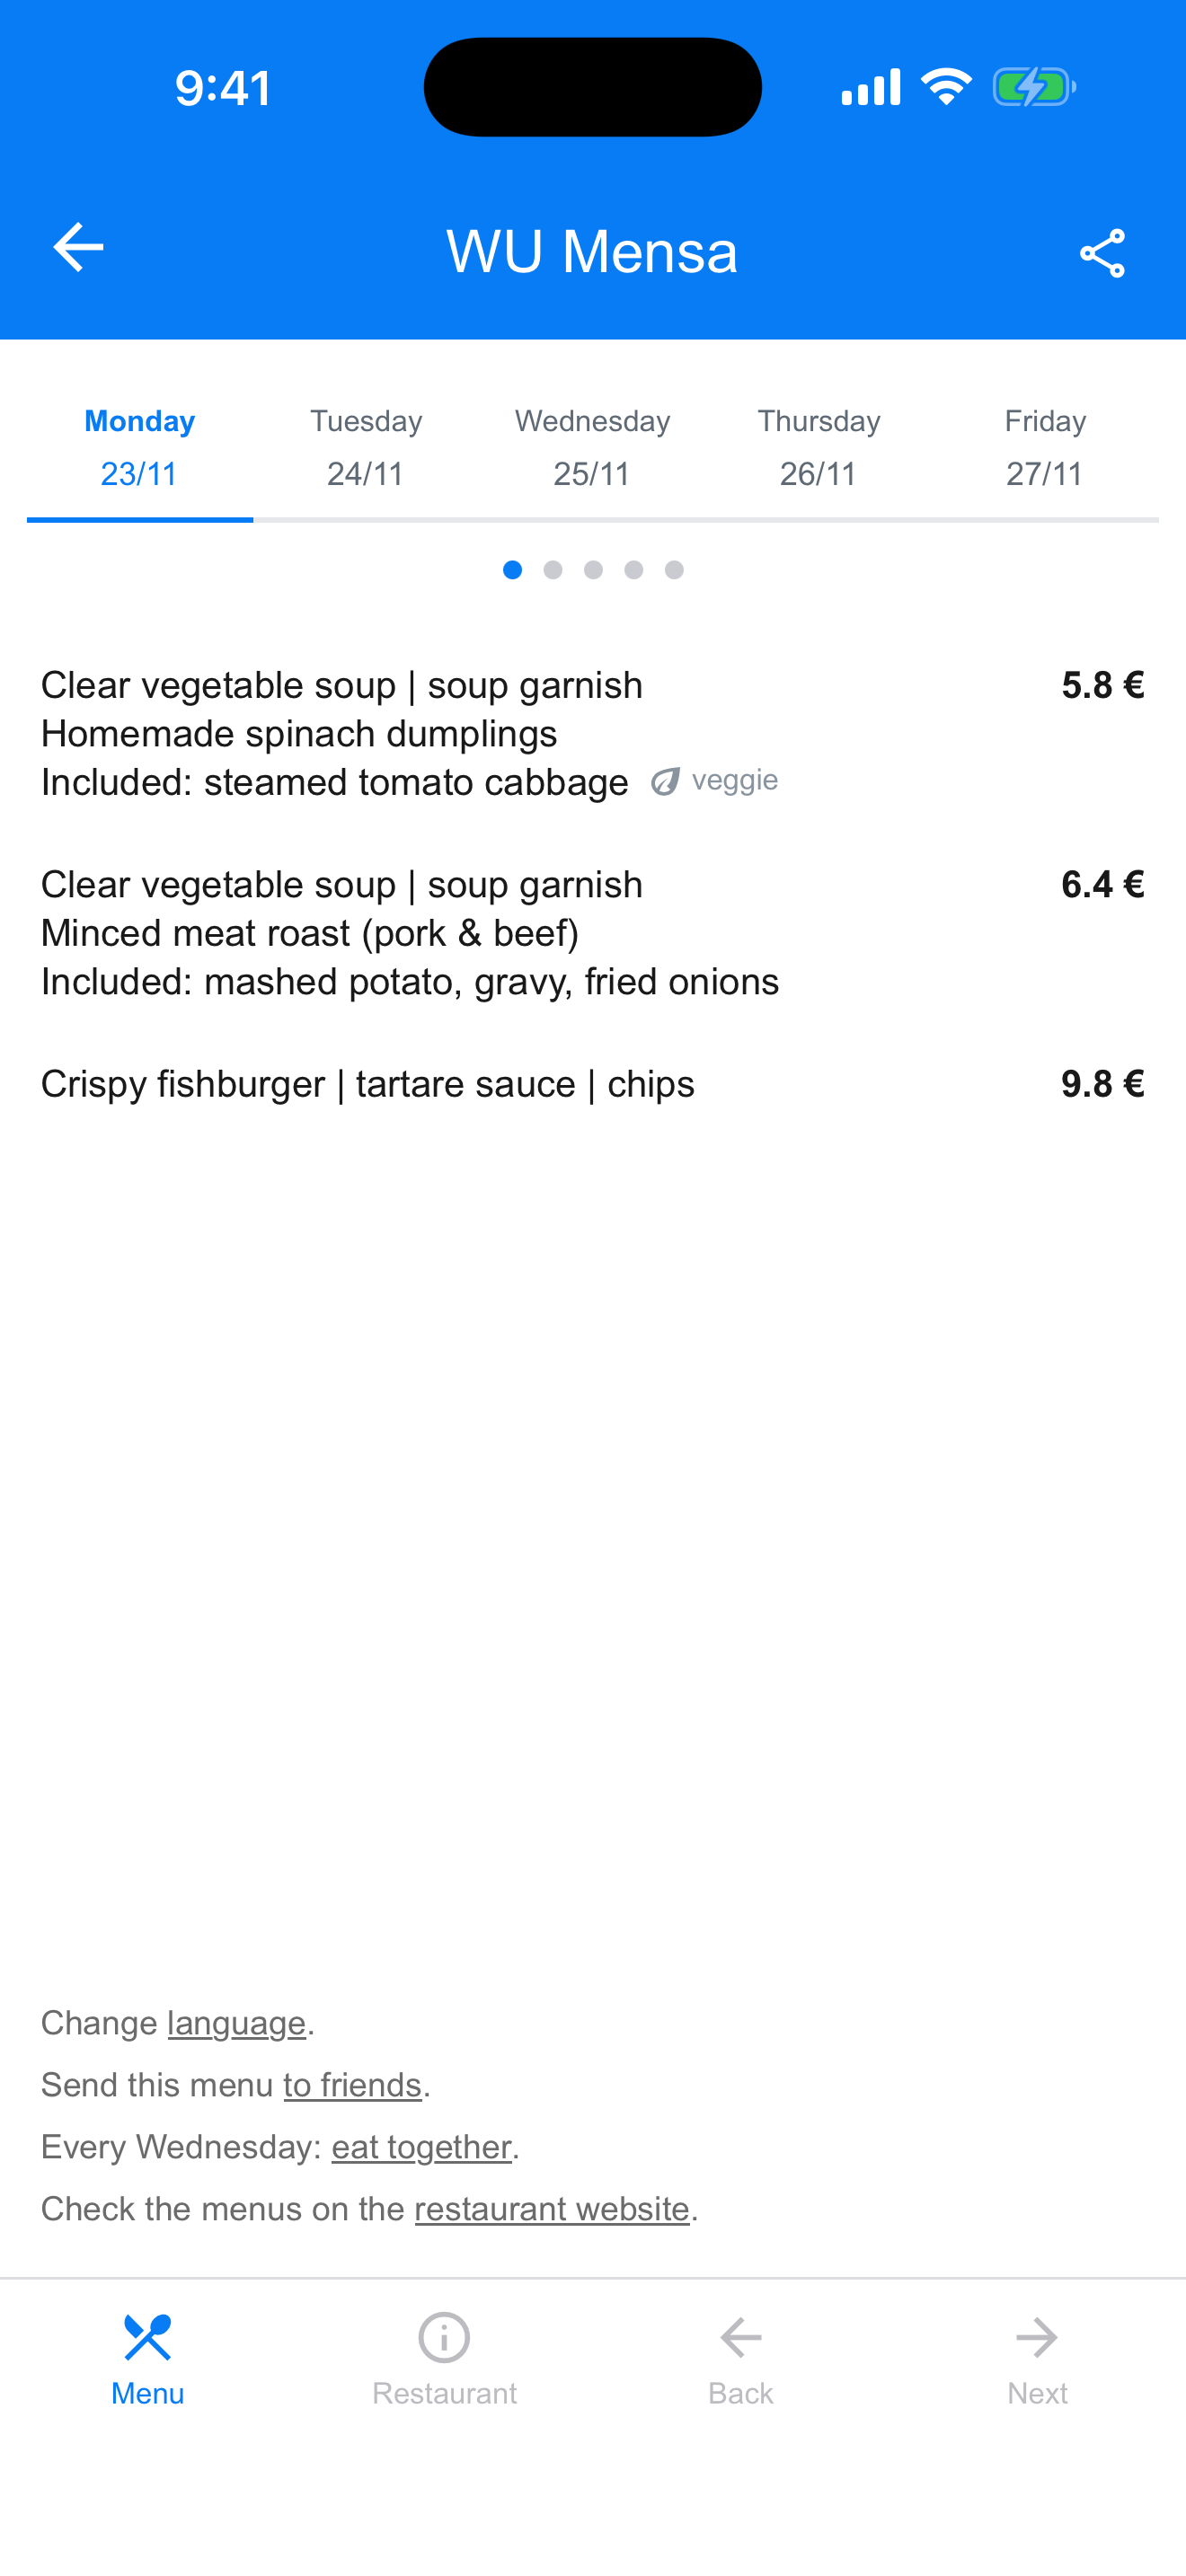 9:41
WU Mensa
Monday Tuesday Wednesday Thursday Friday
23/11 24/11 25/11 26/11 27/11
Clear vegetable soup | soup garnish 5.8 €
Homemade spinach dumplings
Included: steamed tomato cabbage veggie
Clear vegetable soup | soup garnish 6.4 €
Minced meat roast (pork & beef)
Included: mashed potato, gravy, fried onions
Crispy fishburger | tartare sauce | chips 9.8 €
Change language.
Send this menu to friends.
Every Wednesday: eat together.
Check the menus on the restaurant website.
Menu Restaurant Back Next